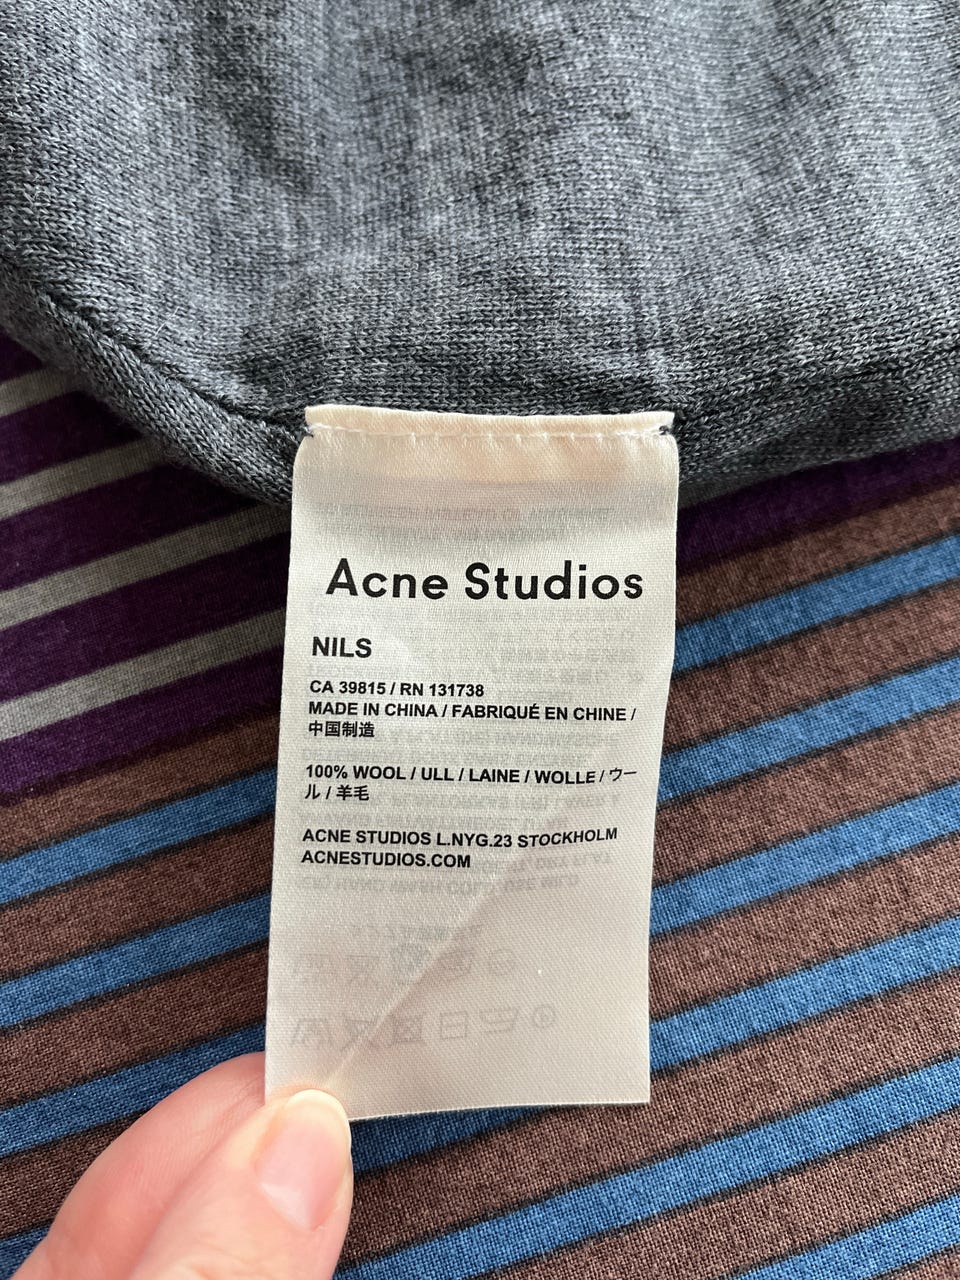 Acne Studios
NILS
CA 39815 / RN 131738
MADE IN CHINA / FABRIQUÉ EN CHINE /
中国制造
100% WOOL / ULL / LAINE / WOLLE / ウー
ル / 羊毛
ACNE STUDIOS L.NYG.23 STOCKHOLM
ACNESTUDIOS.COM